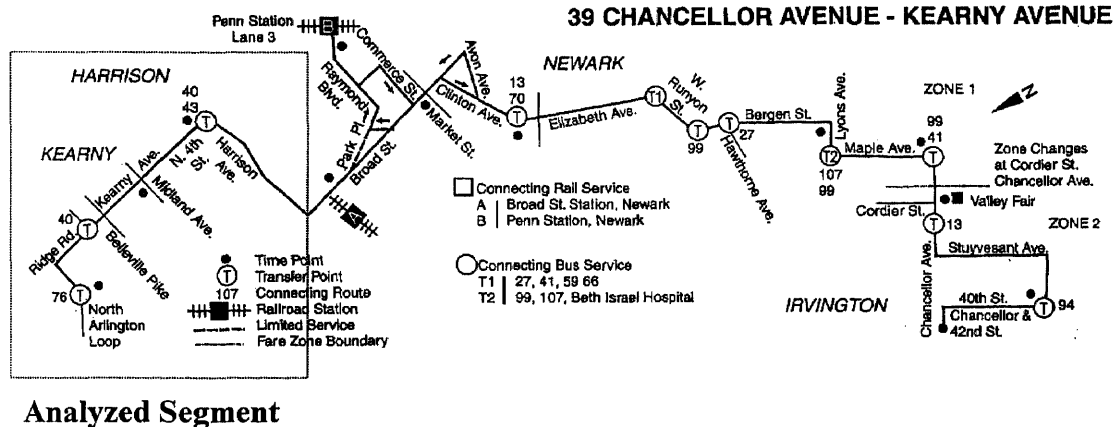 39 CHANCELLOR AVENUE - KEARNY AVENUE
Penn Station
Lane 3
B
HARRISON
40
43
T
KEARNY
Kearny Ave.
N. 4th
St.
Harrison
Ave.
Midland Ave.
40
T
Ridge Rd.
Belleville Pike
76
T
North
Arlington
Loop
Commerce St.
Raymond
Blvd.
Park Pl.
Broad St.
Market St.
A
Avon Ave.
Clinton Ave.
NEWARK
13
70
T
Elizabeth Ave.
T1
W.
Runyon
St.
T
99
T
27
Hawthorne Ave.
Bergen St.
Lyons Ave.
T2
107
99
Maple Ave.
ZONE 1
N
99
41
T
Zone Changes
at Cordier St.
Chancellor Ave.
Valley Fair
Cordier St.
T
13
ZONE 2
Stuyvesant Ave.
Chancellor Ave.
40th St.
Chancellor &
42nd St.
T
94
IRVINGTON
Time Point
T Transfer Point
107 Connecting Route
Railroad Station
Limited Service
Fare Zone Boundary
Connecting Rail Service
A Broad St. Station, Newark
B Penn Station, Newark
Connecting Bus Service
T1 27, 41, 59 66
T2 99, 107, Beth Israel Hospital
Analyzed Segment